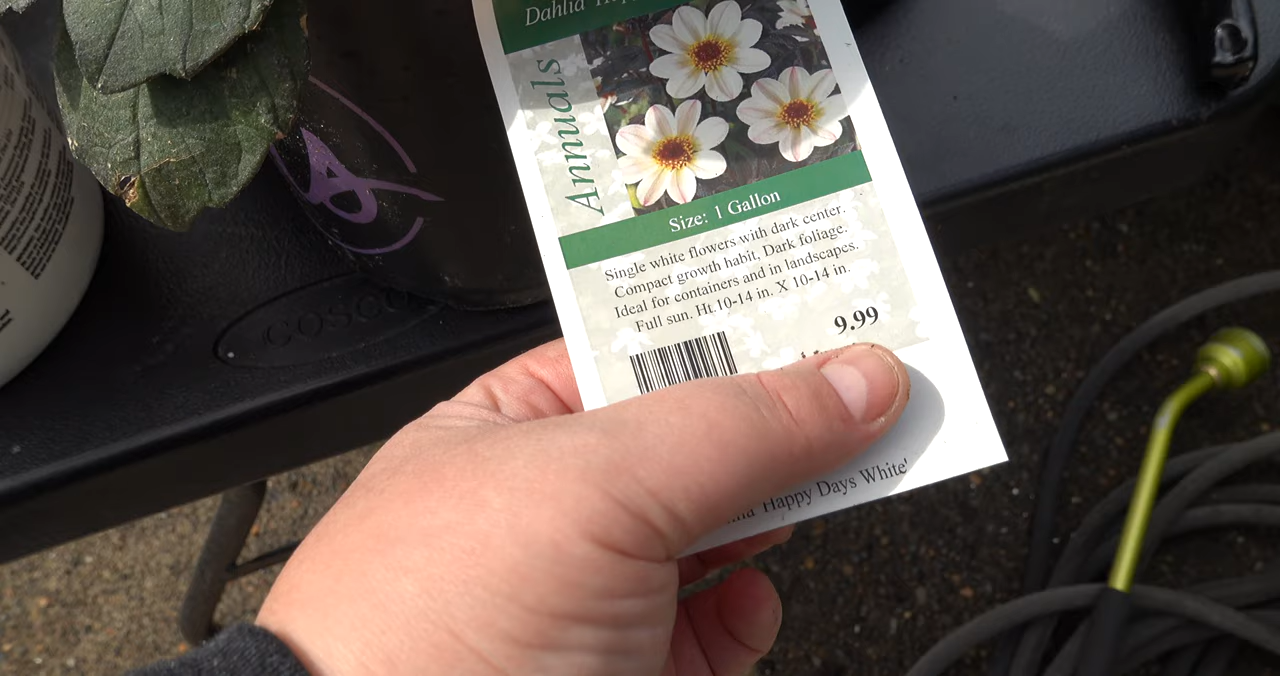 Dahlia
Annuals
Size: 1 Gallon
Single white flowers with dark center.
Compact growth habit, Dark foliage.
Ideal for containers and in landscapes.
Full sun. Ht.10-14 in. X 10-14 in.
9.99
Happy Days White'
COSCO